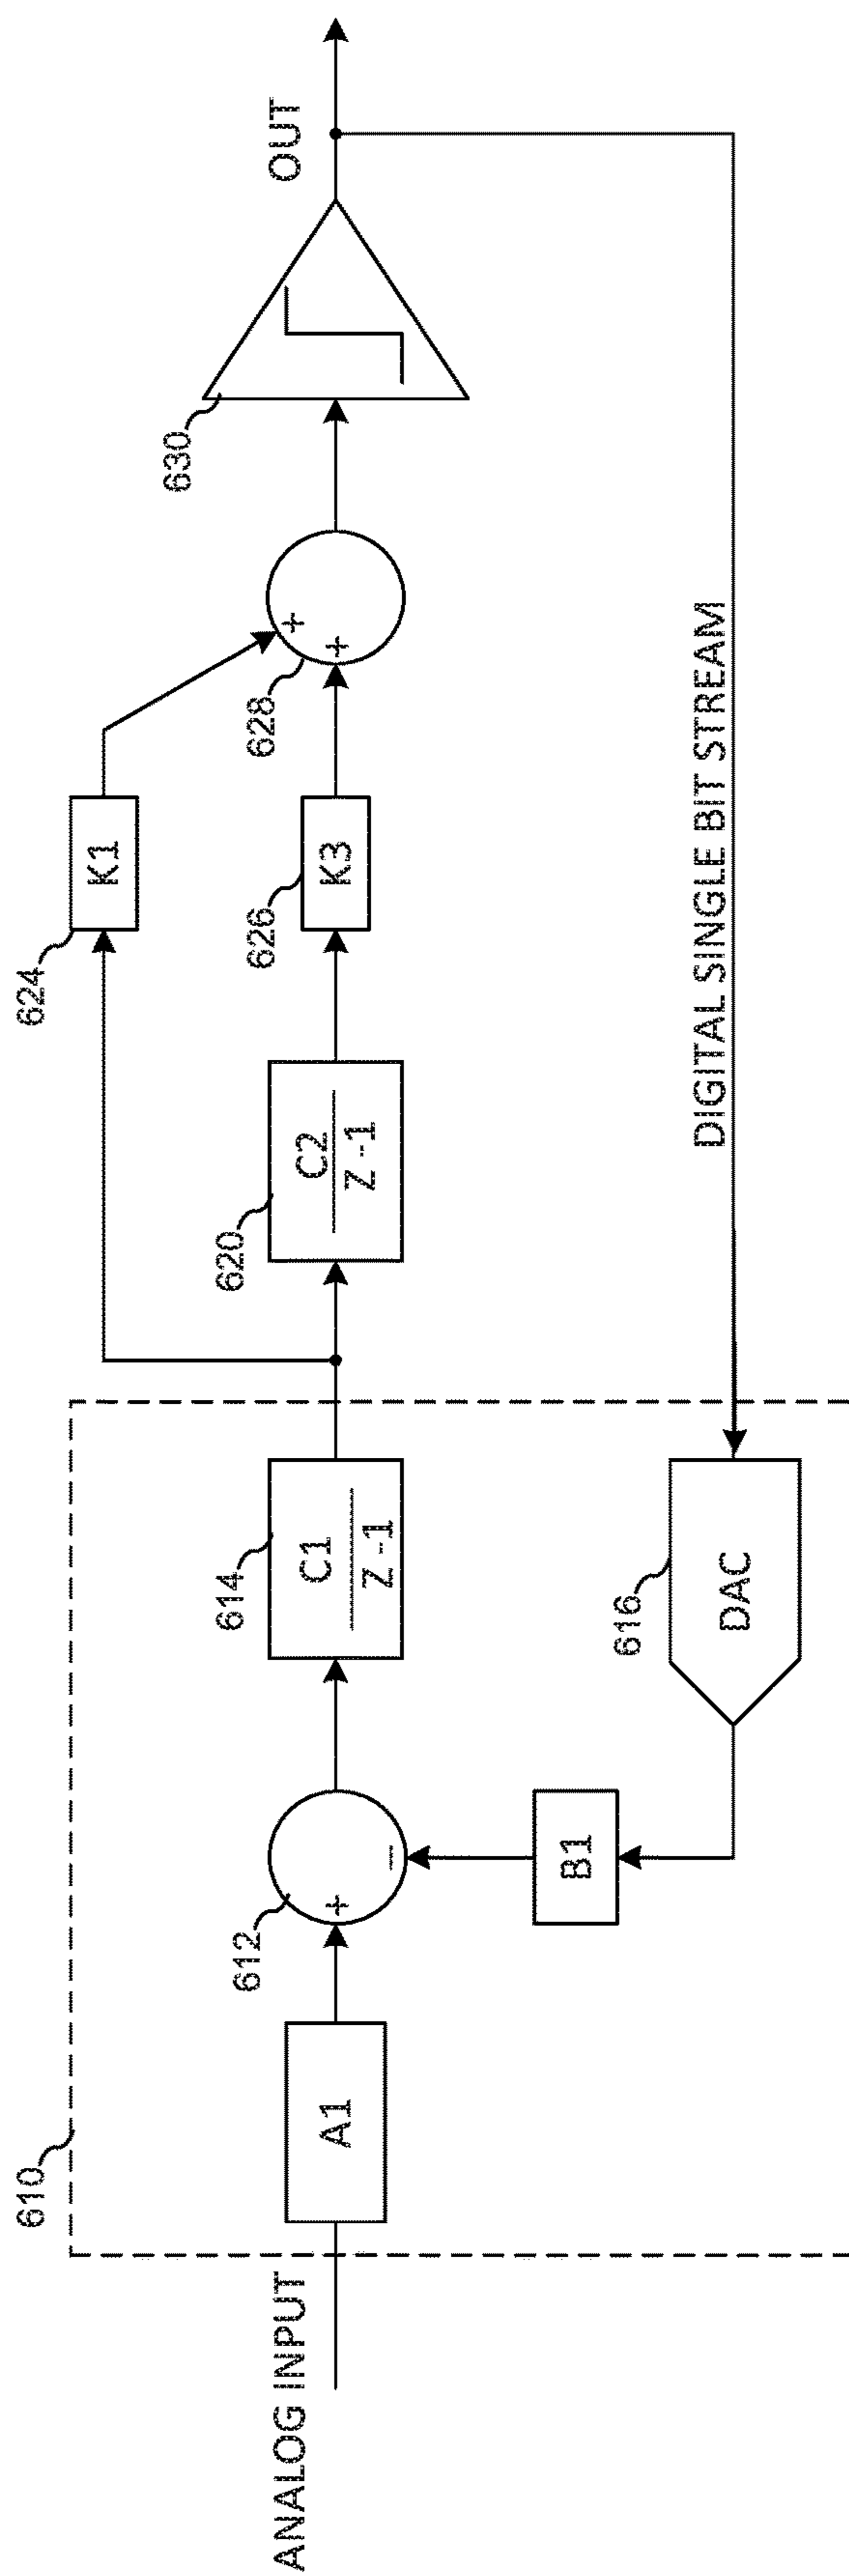 ANALOG INPUT
610
A1
612
+
−
B1
614
C1
Z -1
616
DAC
620
C2
Z -1
624
K1
626
K3
628
+
+
630
OUT
DIGITAL SINGLE BIT STREAM